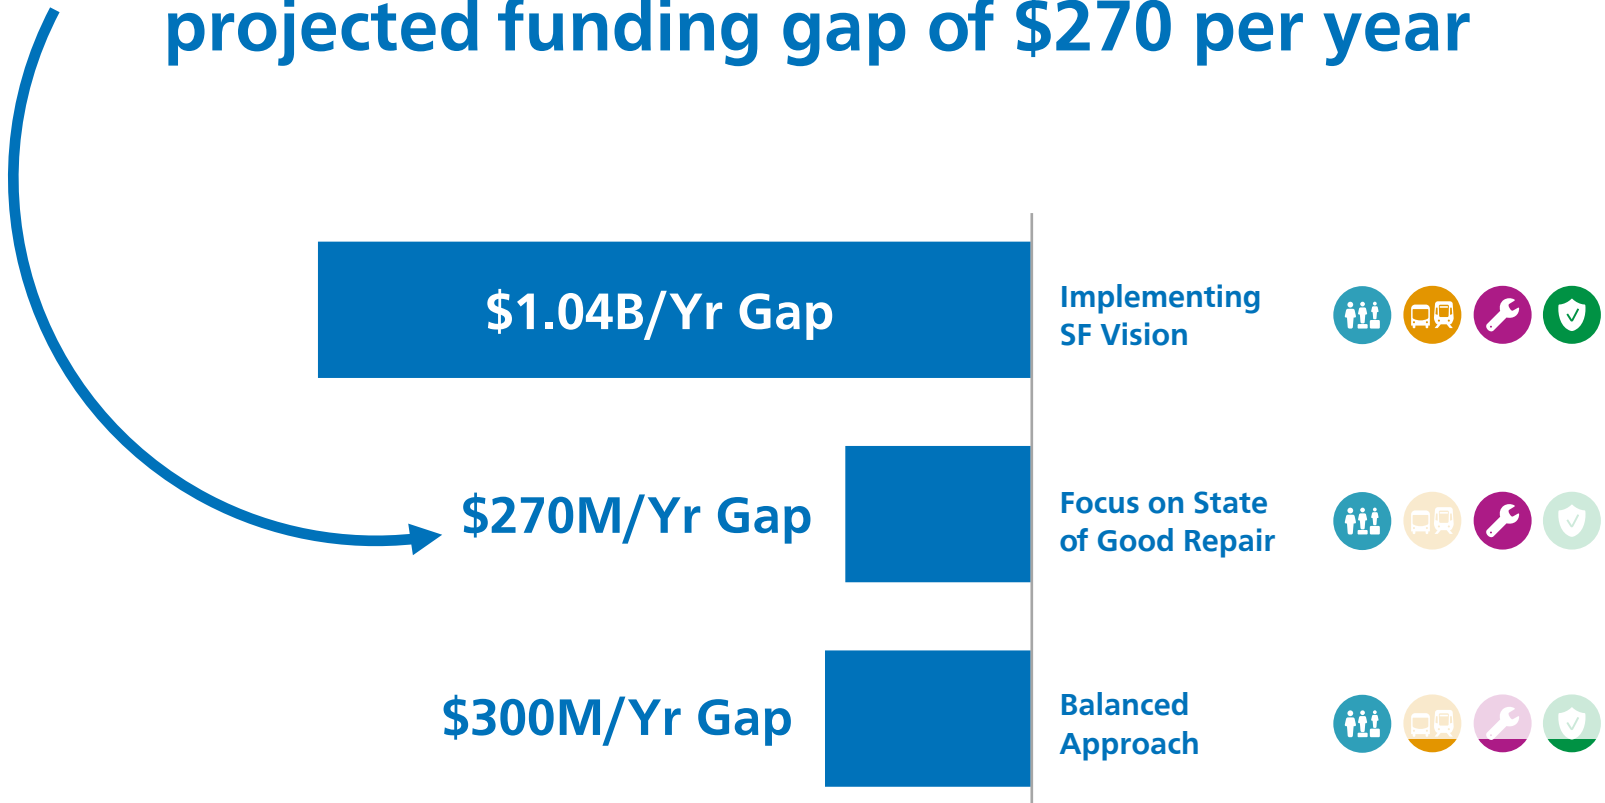 projected funding gap of $270 per year
$1.04B/Yr Gap
Implementing
SF Vision
$270M/Yr Gap
Focus on State
of Good Repair
$300M/Yr Gap
Balanced
Approach